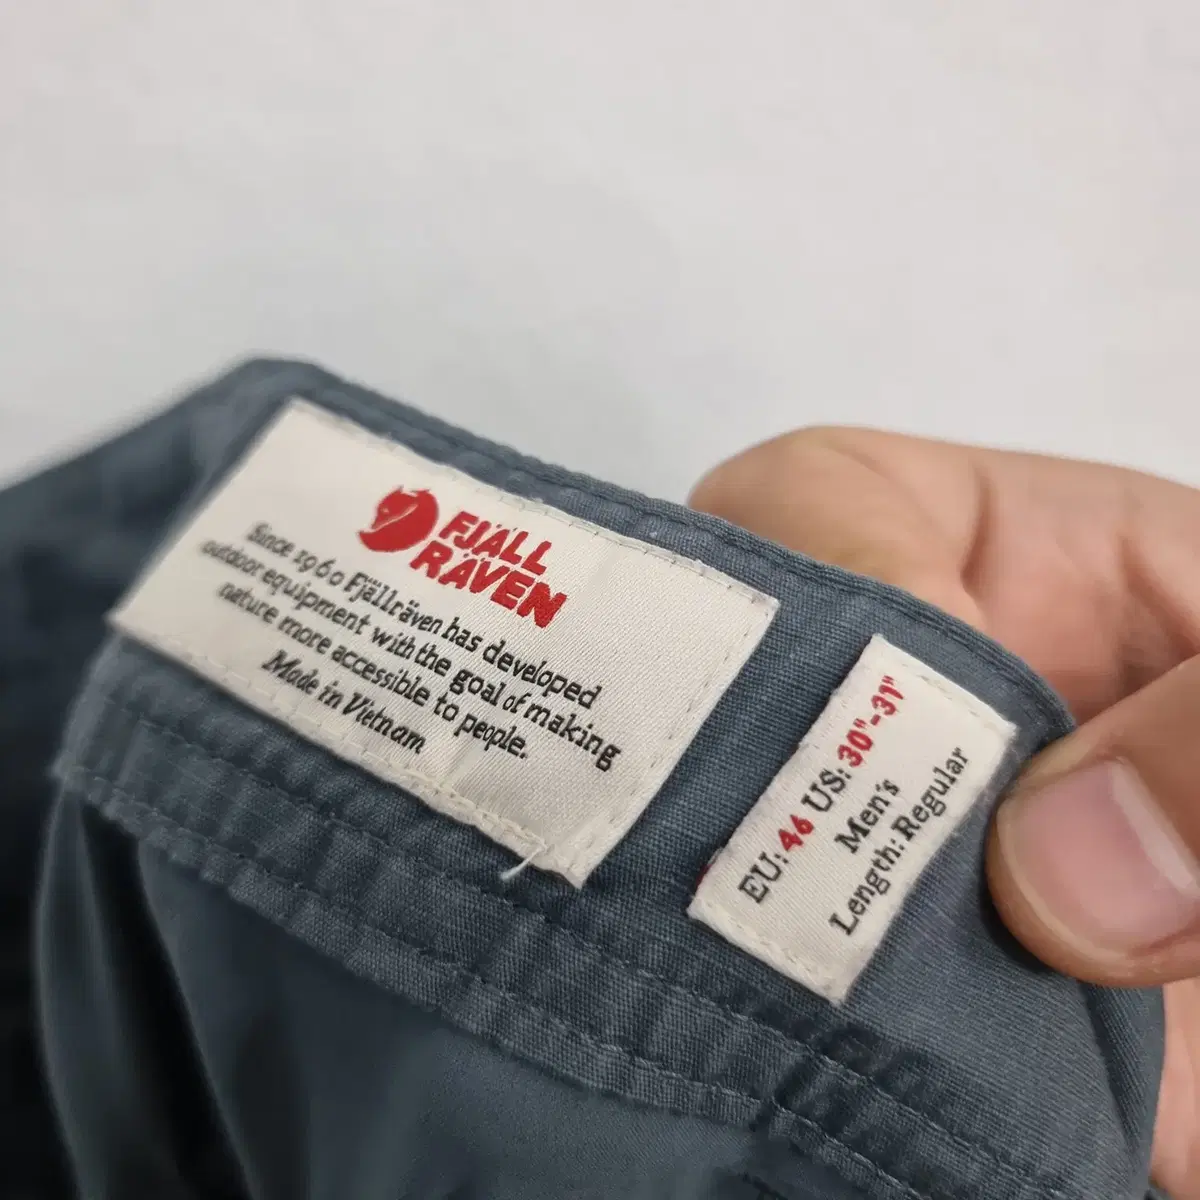 FJÄLL
RÄVEN
Since 1960 Fjällräven has developed
outdoor equipment with the goal of making
nature more accessible to people.
Made in Vietnam
EU: 46 US: 30"-31"
Men's
Length: Regular